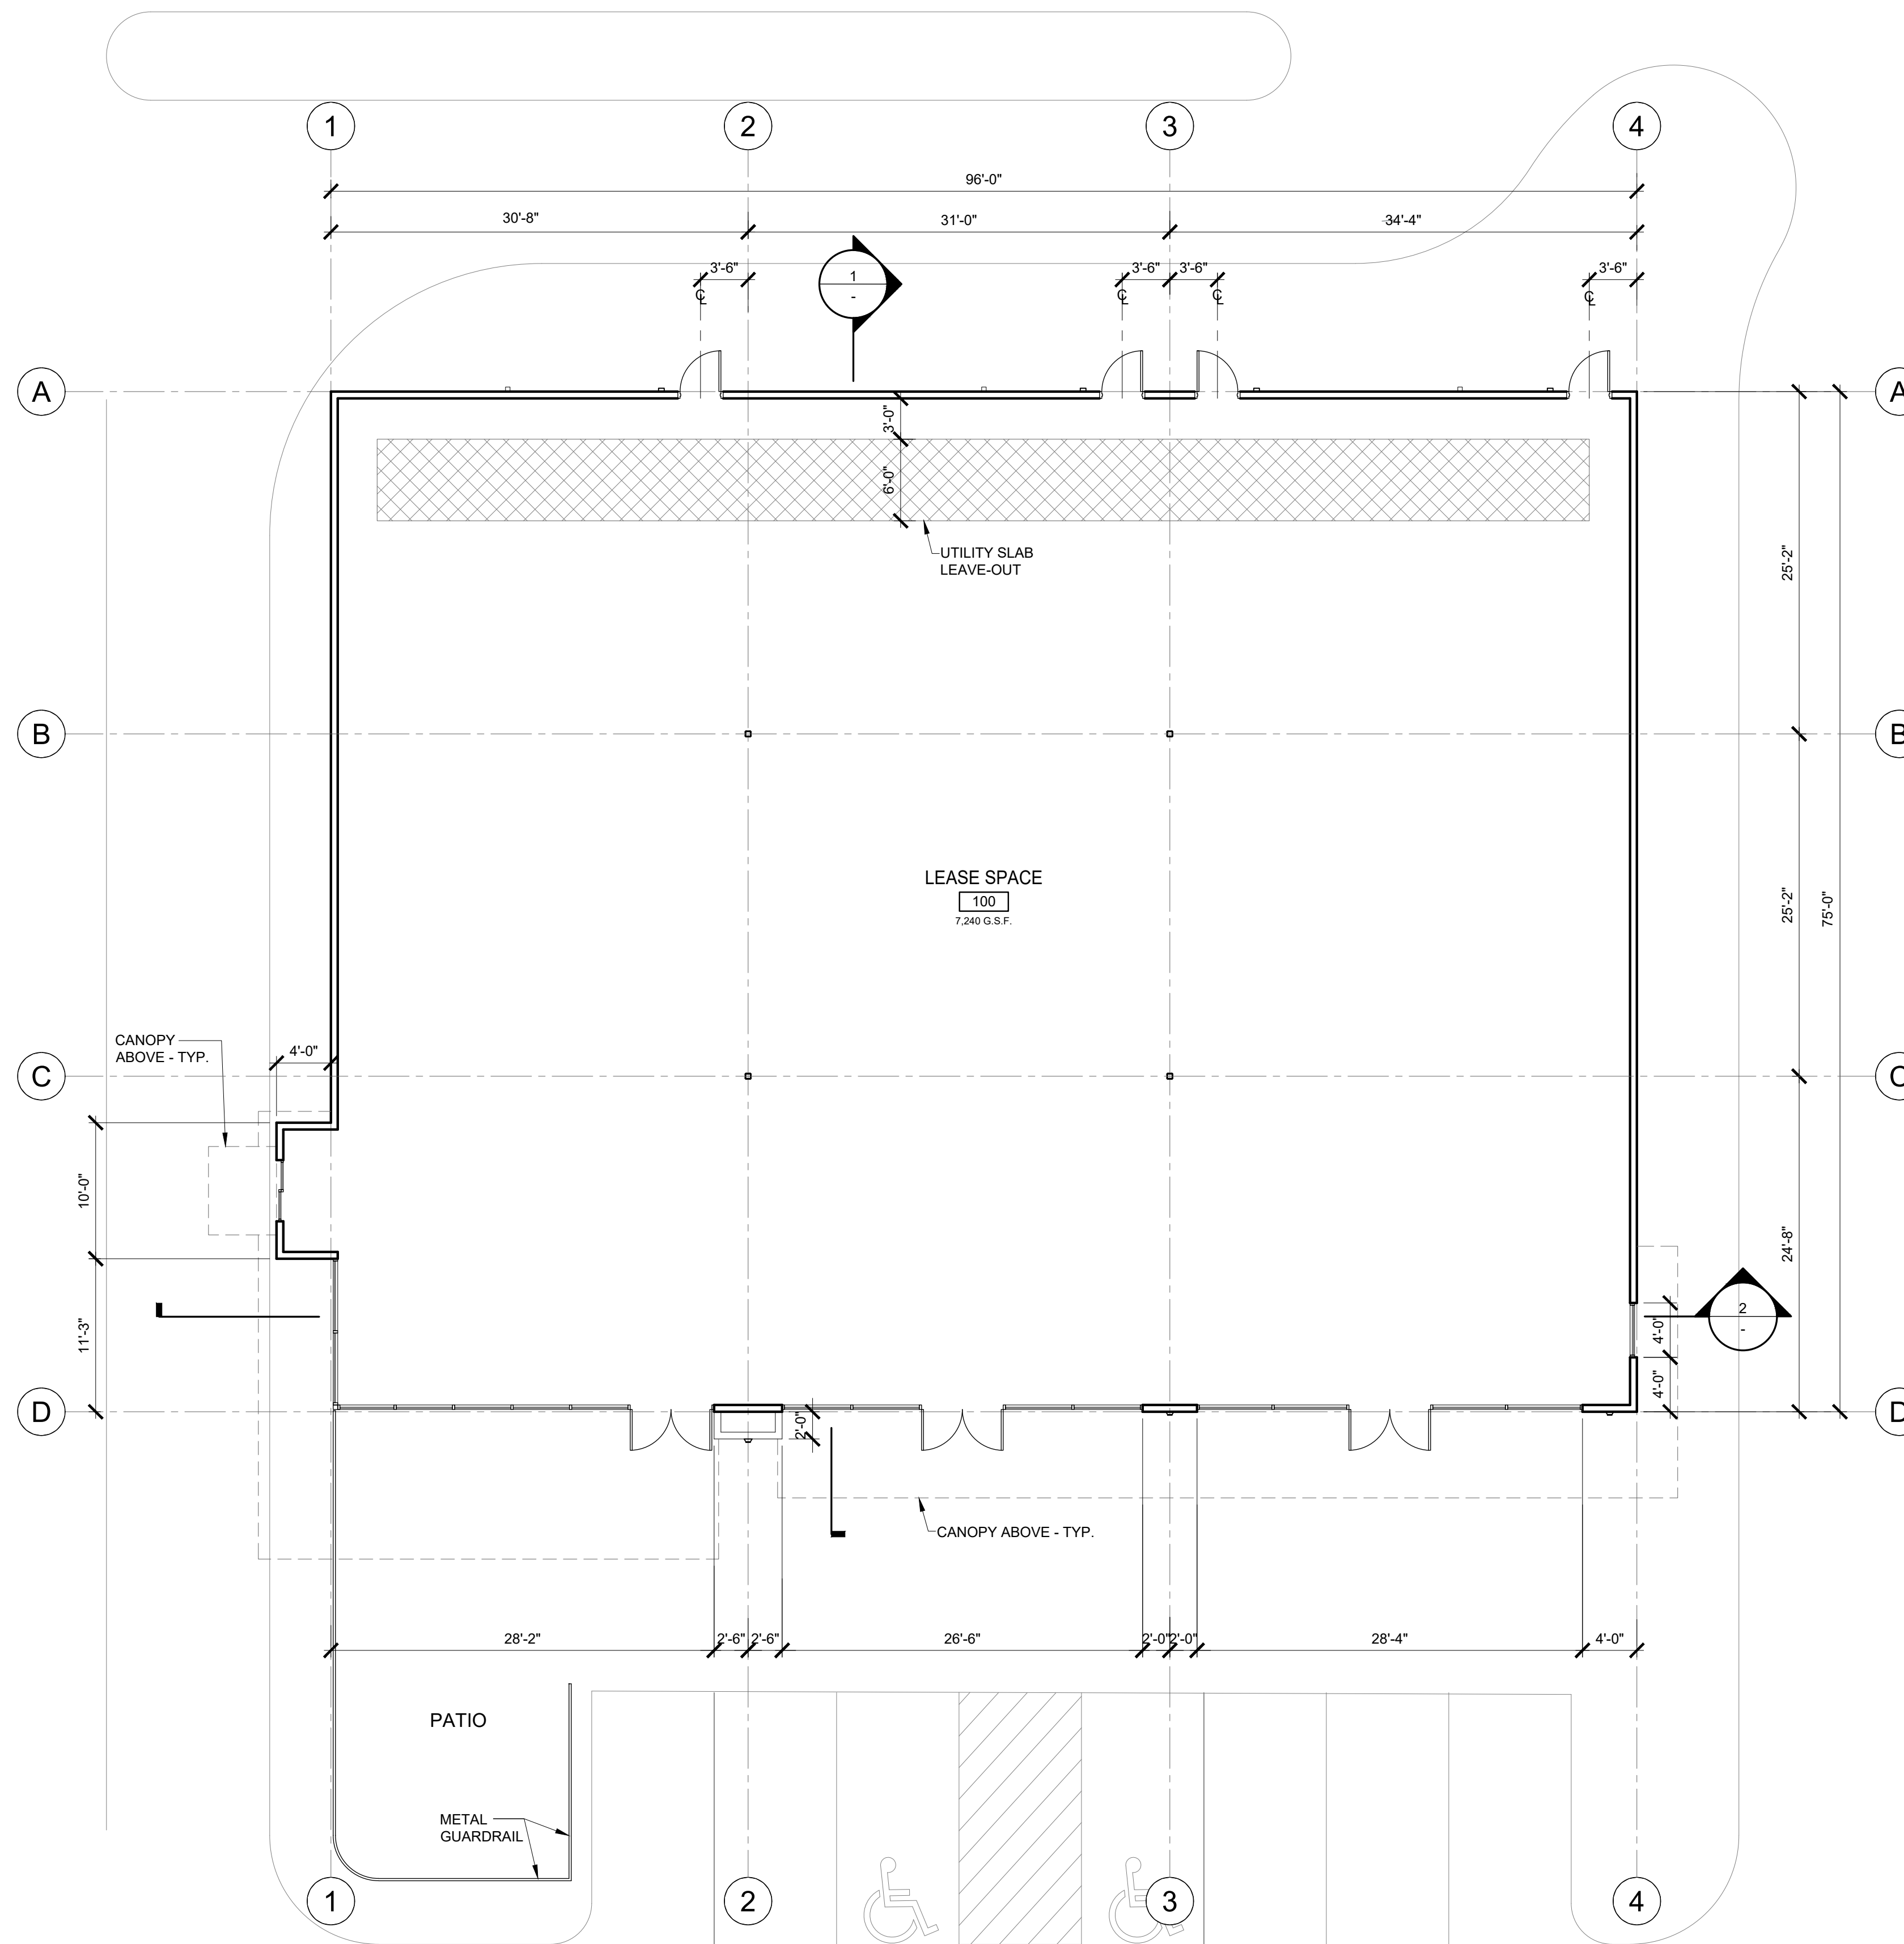 1
2
3
4
96'-0"
30'-8"
31'-0"
34'-4"
3'-6"
3'-6"
3'-6"
3'-6"
℄
℄
℄
℄
1
-
A
A
3'-0"
6'-0"
UTILITY SLAB
LEAVE-OUT
25'-2"
B
B
LEASE SPACE
100
7,240 G.S.F.
25'-2"
75'-0"
CANOPY
ABOVE - TYP.
4'-0"
C
C
10'-0"
24'-8"
11'-3"
2
-
4'-0"
4'-0"
D
D
2'-0"
CANOPY ABOVE - TYP.
28'-2"
2'-6"
2'-6"
26'-6"
2'-0"
2'-0"
28'-4"
4'-0"
PATIO
METAL
GUARDRAIL
1
2
3
4